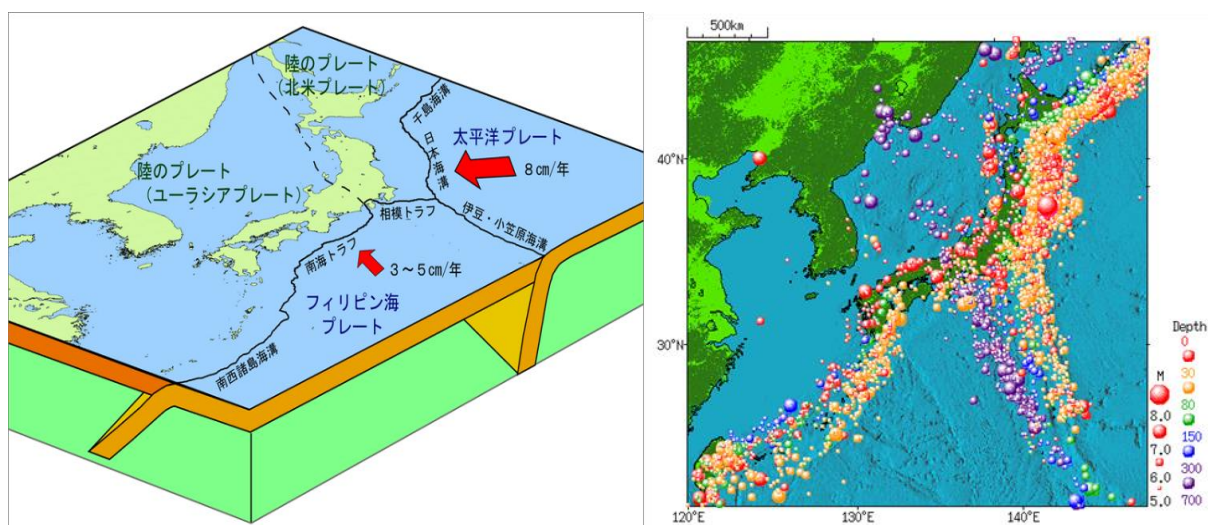 陸のプレート
（北米プレート）
千島海溝
日本海溝
太平洋プレート
8㎝/年
陸のプレート
（ユーラシアプレート）
相模トラフ
伊豆・小笠原海溝
南海トラフ
3～5㎝/年
フィリピン海
プレート
南西諸島海溝
500km
40°N
30°N
120°E
130°E
140°E
M
8.0
7.0
6.0
5.0
Depth
0
30
80
150
300
700